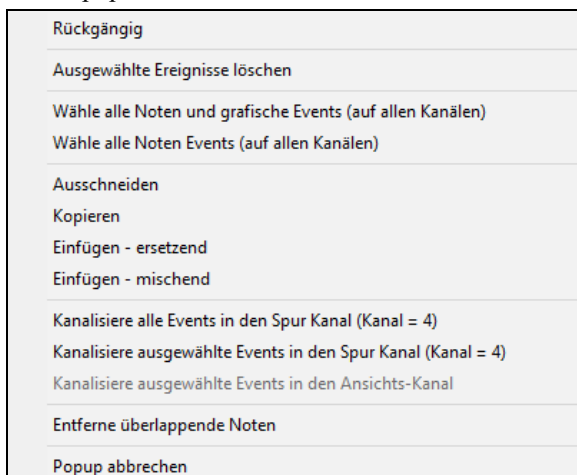 Rückgängig
Ausgewählte Ereignisse löschen
Wähle alle Noten und grafische Events (auf allen Kanälen)
Wähle alle Noten Events (auf allen Kanälen)
Ausschneiden
Kopieren
Einfügen - ersetzend
Einfügen - mischend
Kanalisiere alle Events in den Spur Kanal (Kanal = 4)
Kanalisiere ausgewählte Events in den Spur Kanal (Kanal = 4)
Kanalisiere ausgewählte Events in den Ansichts-Kanal
Entferne überlappende Noten
Popup abbrechen